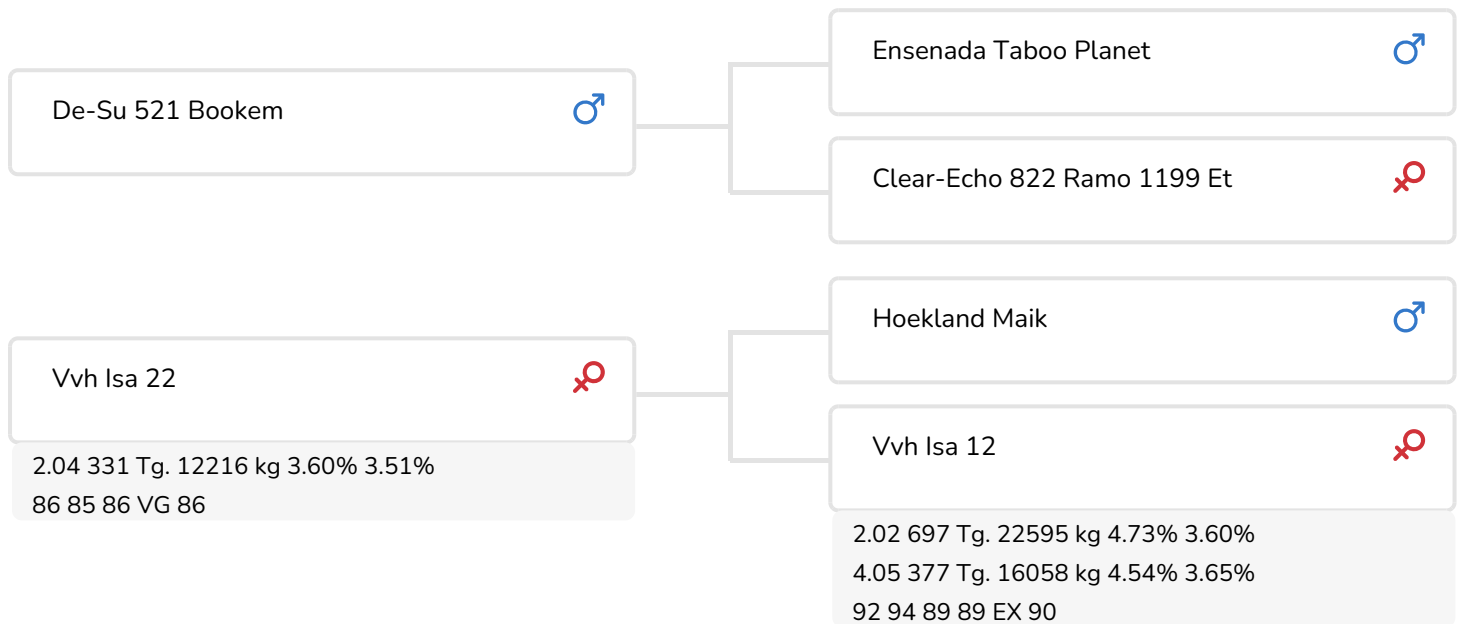 De-Su 521 Bookem
Ensenada Taboo Planet
Clear-Echo 822 Ramo 1199 Et
Vvh Isa 22
2.04 331 Tg. 12216 kg 3.60% 3.51%
86 85 86 VG 86
Hoekland Maik
Vvh Isa 12
2.02 697 Tg. 22595 kg 4.73% 3.60%
4.05 377 Tg. 16058 kg 4.54% 3.65%
92 94 89 89 EX 90